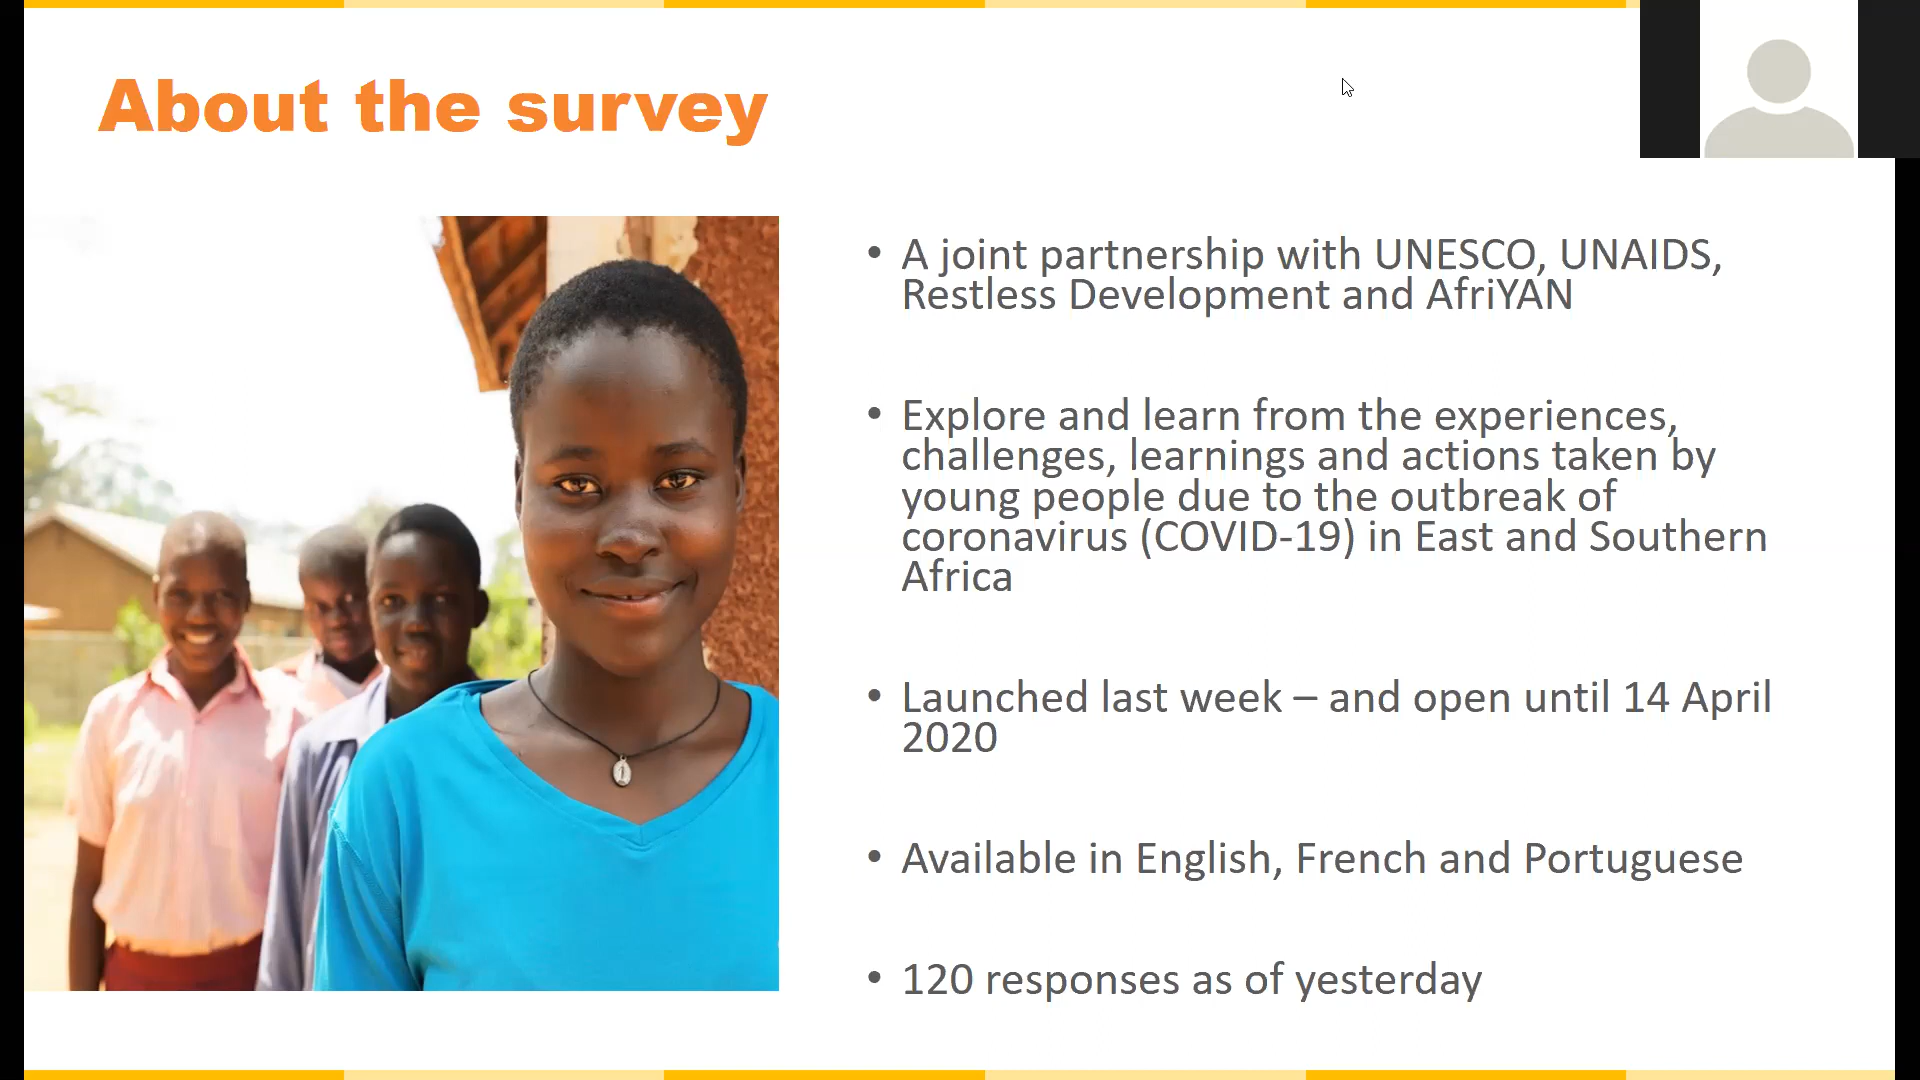 About the survey
• A joint partnership with UNESCO, UNAIDS,
Restless Development and AfriYAN
• Explore and learn from the experiences,
challenges, learnings and actions taken by
young people due to the outbreak of
coronavirus (COVID-19) in East and Southern
Africa
• Launched last week – and open until 14 April
2020
• Available in English, French and Portuguese
• 120 responses as of yesterday